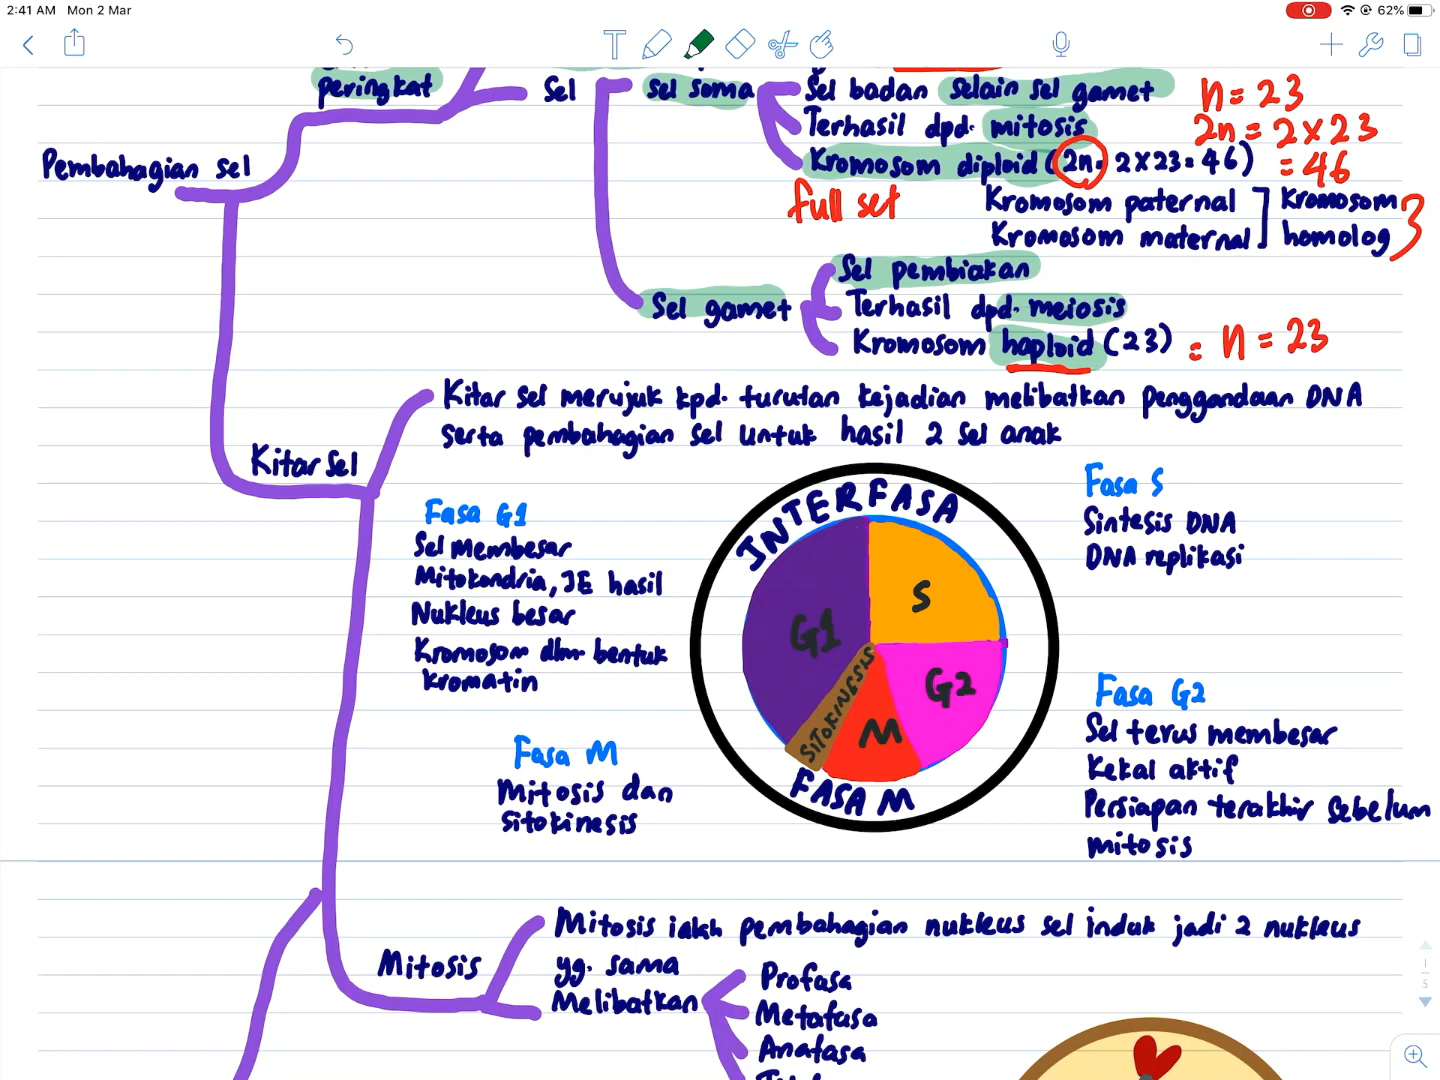 2:41 AM Mon 2 Mar
62%
peringkat
Sel
sel soma
Sel badan selain sel gamet
Terhasil dpd. mitosis
Kromosom diploid (2n = 2x23 = 46)
full set
Kromosom paternal
Kromosom maternal
Kromosom
homolog
n = 23
2n = 2 x 23
= 46
Pembahagian sel
Sel gamet
Sel pembiakan
Terhasil dpd. meiosis
Kromosom haploid (23) = n = 23
Kitar sel
Kitar sel merujuk kpd. turutan kejadian melibatkan penggandaan DNA
serta pembahagian sel untuk hasil 2 sel anak
Fasa G1
Sel membesar
Mitokondria, JE hasil
Nukleus besar
Kromosom dlm bentuk
kromatin
Fasa M
Mitosis dan
sitokinesis
INTERFASA
G1
S
G2
M
SITOKINESIS
FASA M
Fasa S
Sintesis DNA
DNA replikasi
Fasa G2
Sel terus membesar
Kekal aktif
Persiapan terakhir sebelum
mitosis
Mitosis
Mitosis ialah pembahagian nukleus sel induk jadi 2 nukleus
yg. sama
Melibatkan
Profasa
Metafasa
Anafasa
1
5